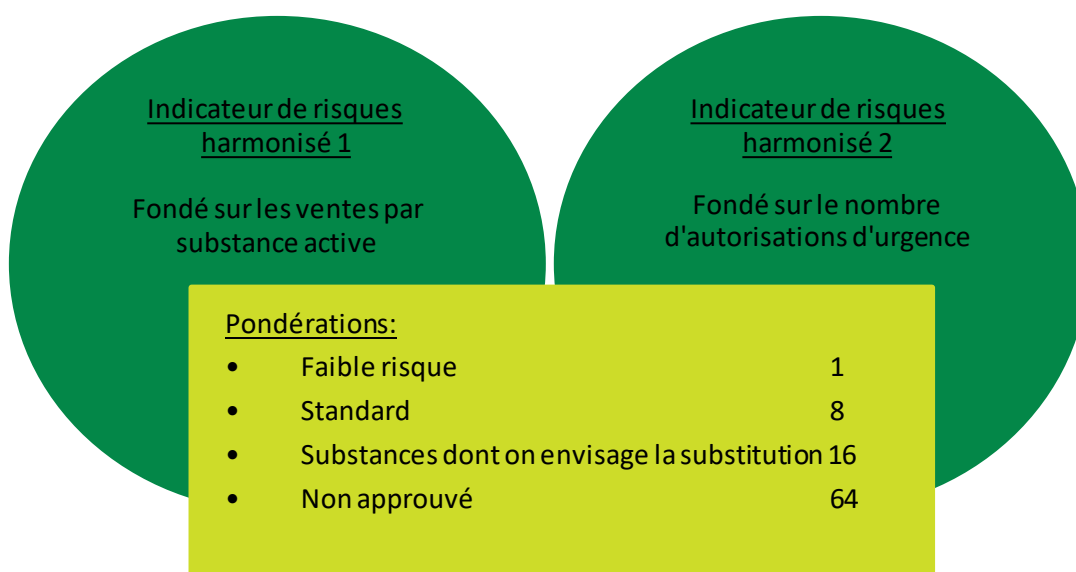 Indicateur de risques
harmonisé 1
Fondé sur les ventes par
substance active
Indicateur de risques
harmonisé 2
Fondé sur le nombre
d'autorisations d'urgence
Pondérations:
• Faible risque 1
• Standard 8
• Substances dont on envisage la substitution 16
• Non approuvé 64